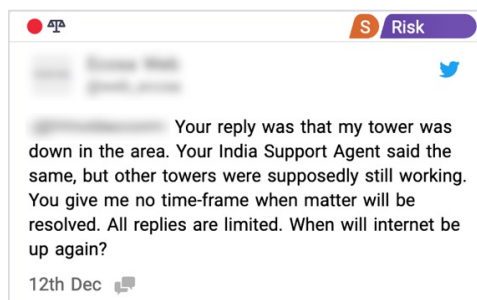 S Risk
Your reply was that my tower was
down in the area. Your India Support Agent said the
same, but other towers were supposedly still working.
You give me no time-frame when matter will be
resolved. All replies are limited. When will internet be
up again?
12th Dec